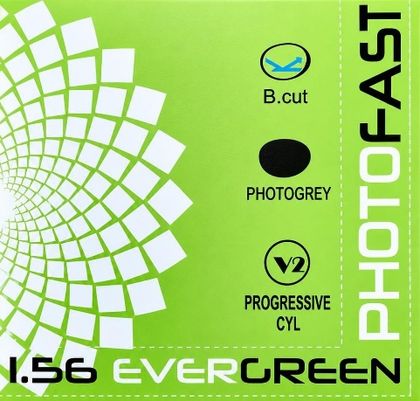 B.cut
PHOTOGREY
V2
PROGRESSIVE
CYL
PHOTOFAST
1.56 EVERGREEN